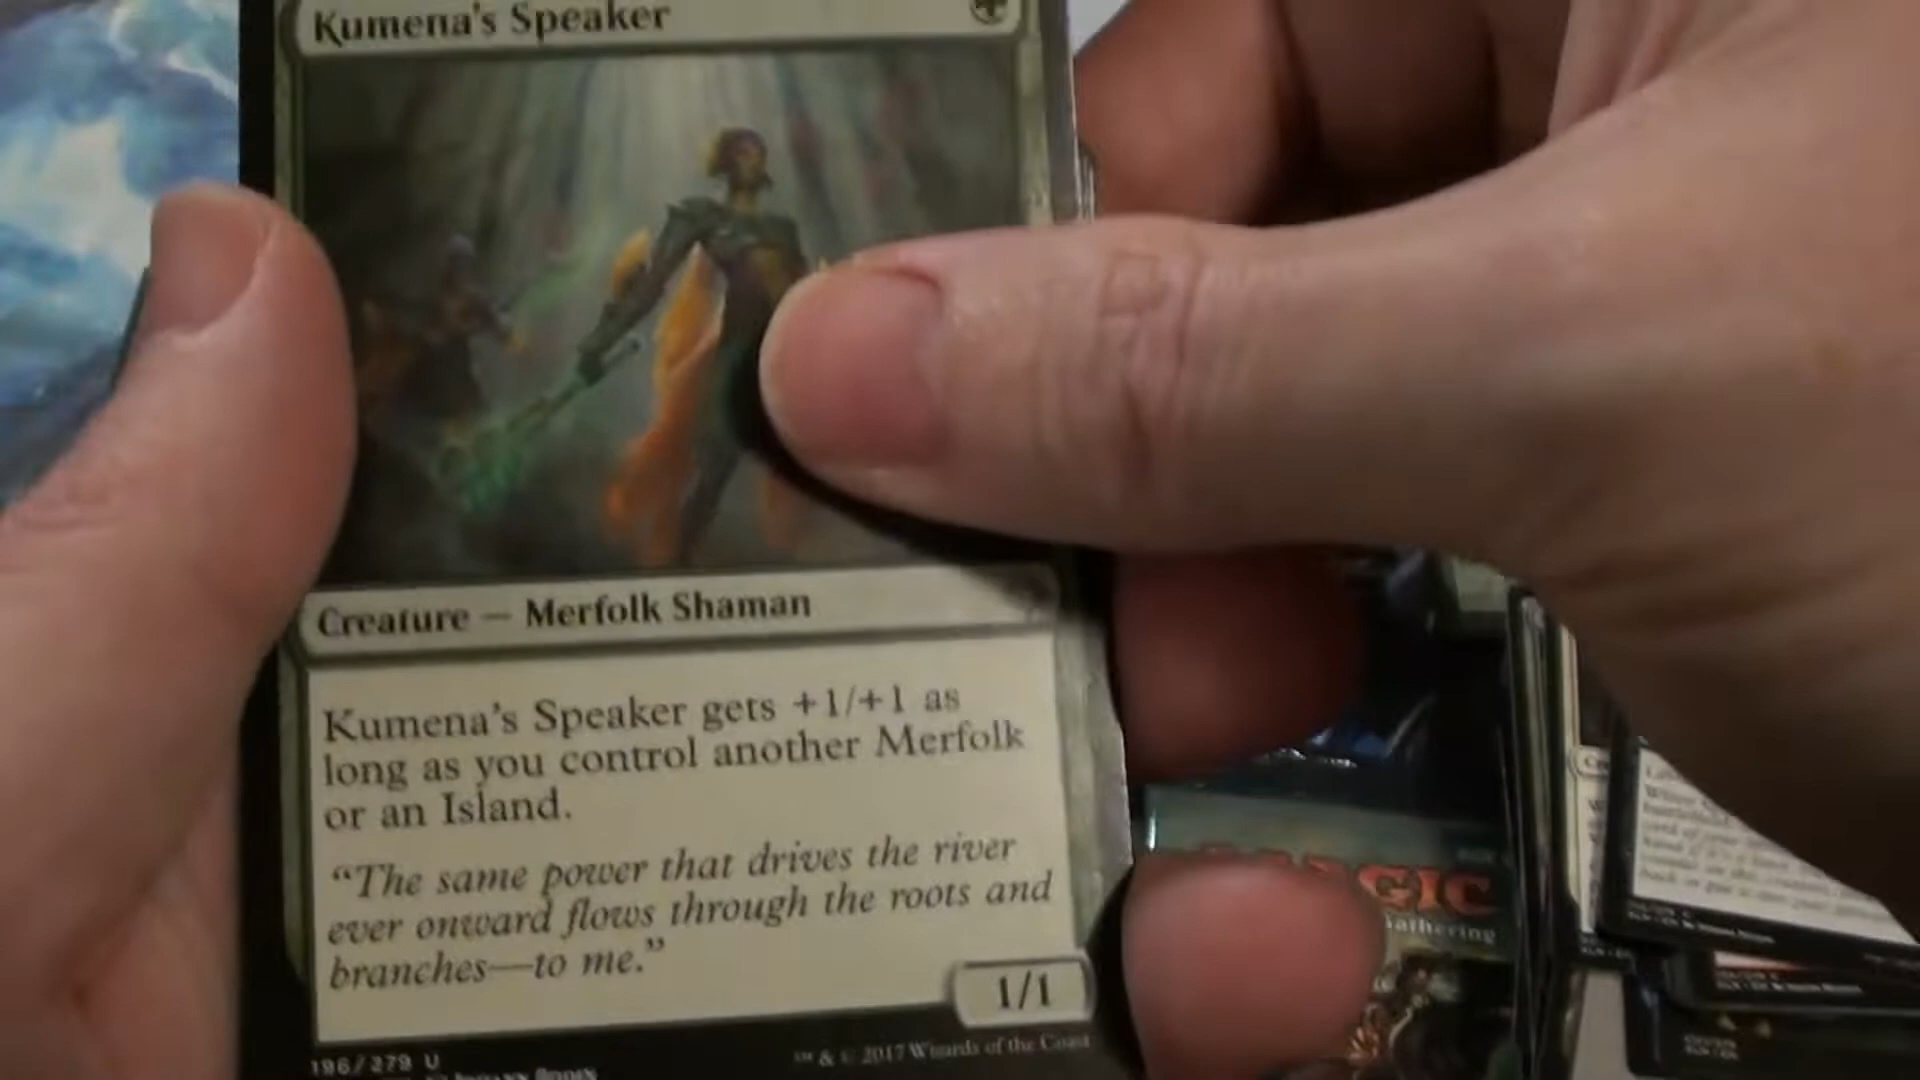 Kumena's Speaker
Creature — Merfolk Shaman
Kumena's Speaker gets +1/+1 as
long as you control another Merfolk
or an Island.
“The same power that drives the river
ever onward flows through the roots and
branches—to me.”
1/1
196/279 U
™ & © 2017 Wizards of the Coast
GIC
athering